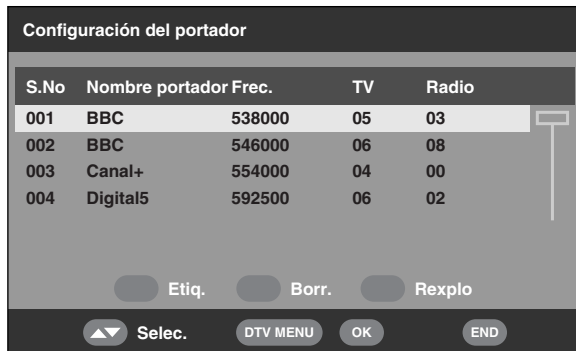 Configuración del portador
S.No Nombre portador Frec. TV Radio
001 BBC 538000 05 03
002 BBC 546000 06 08
003 Canal+ 554000 04 00
004 Digital5 592500 06 02
Etiq. Borr. Rexplo
Selec. DTV MENU OK END